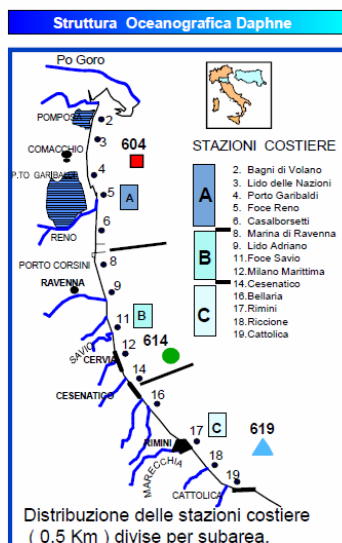 Struttura Oceanografica Daphne
Po Goro
POMPOSA
2
3
604
COMACCHIO
4
P.TO GARIBALDI
5
A
6
RENO
PORTO CORSINI
8
RAVENNA
9
11
B
614
SAVIO
12
CERVIA
14
CESENATICO
16
C
619
17
RIMINI
MARECCHIA
18
CATTOLICA
19
STAZIONI COSTIERE
A
B
C
2. Bagni di Volano
3. Lido delle Nazioni
4. Porto Garibaldi
5. Foce Reno
6. Casalborsetti
8. Marina di Ravenna
9. Lido Adriano
11.Foce Savio
12.Milano Marittima
14.Cesenatico
16.Bellaria
17.Rimini
18.Riccione
19.Cattolica
Distribuzione delle stazioni costiere
( 0.5 Km ) divise per subarea.